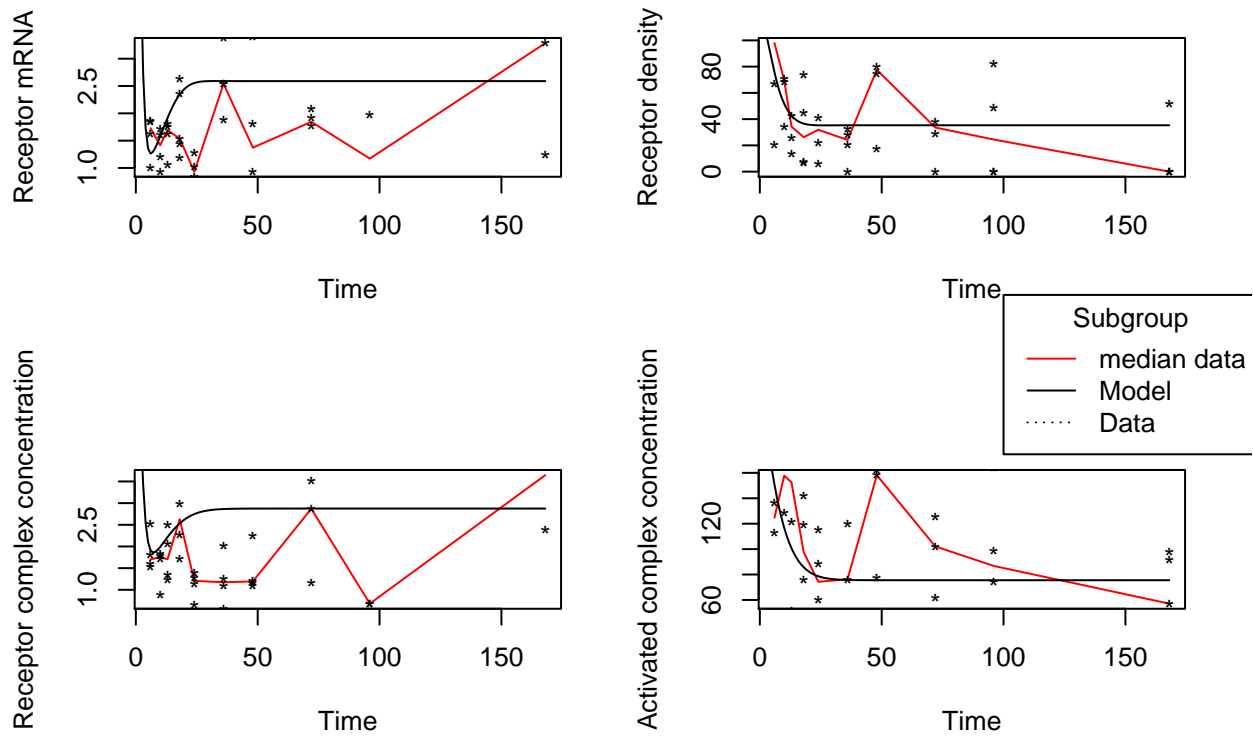 Receptor mRNA
2.5
1.0
0 50 100 150
Time
Receptor density
80
40
0
0 50 100 150
Time
Subgroup
median data
Model
Data
Receptor complex concentration
2.5
1.0
0 50 100 150
Time
Activated complex concentration
120
60
0 50 100 150
Time